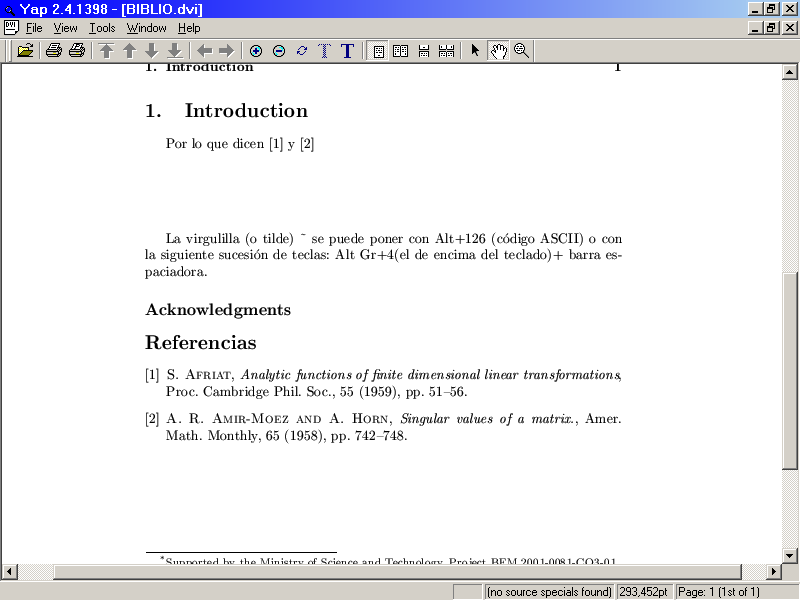 Yap 2.4.1398 - [BIBLIO.dvi]
File View Tools Window Help
1. Introduction 1
1. Introduction
Por lo que dicen [1] y [2]
La virgulilla (o tilde) ˜ se puede poner con Alt+126 (código ASCII) o con
la siguiente sucesión de teclas: Alt Gr+4(el de encima del teclado)+ barra es-
paciadora.
Acknowledgments
Referencias
[1] S. Afriat, Analytic functions of finite dimensional linear transformations,
Proc. Cambridge Phil. Soc., 55 (1959), pp. 51–56.
[2] A. R. Amir-Moez and A. Horn, Singular values of a matrix., Amer.
Math. Monthly, 65 (1958), pp. 742–748.
*Supported by the Ministry of Science and Technology, Project BFM 2001-0081-CO3-01
(no source specials found) 293,452pt Page: 1 (1st of 1)